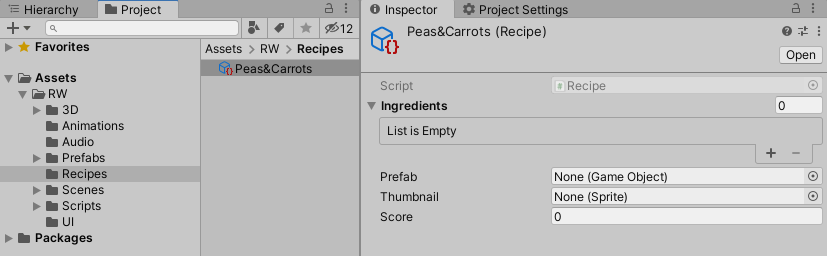 Hierarchy
Project
12
Favorites
Assets
RW
3D
Animations
Audio
Prefabs
Recipes
Scenes
Scripts
UI
Packages
Assets > RW > Recipes
Peas&Carrots
Inspector
Project Settings
Peas&Carrots (Recipe)
Open
Script
Recipe
Ingredients
0
List is Empty
Prefab
None (Game Object)
Thumbnail
None (Sprite)
Score
0